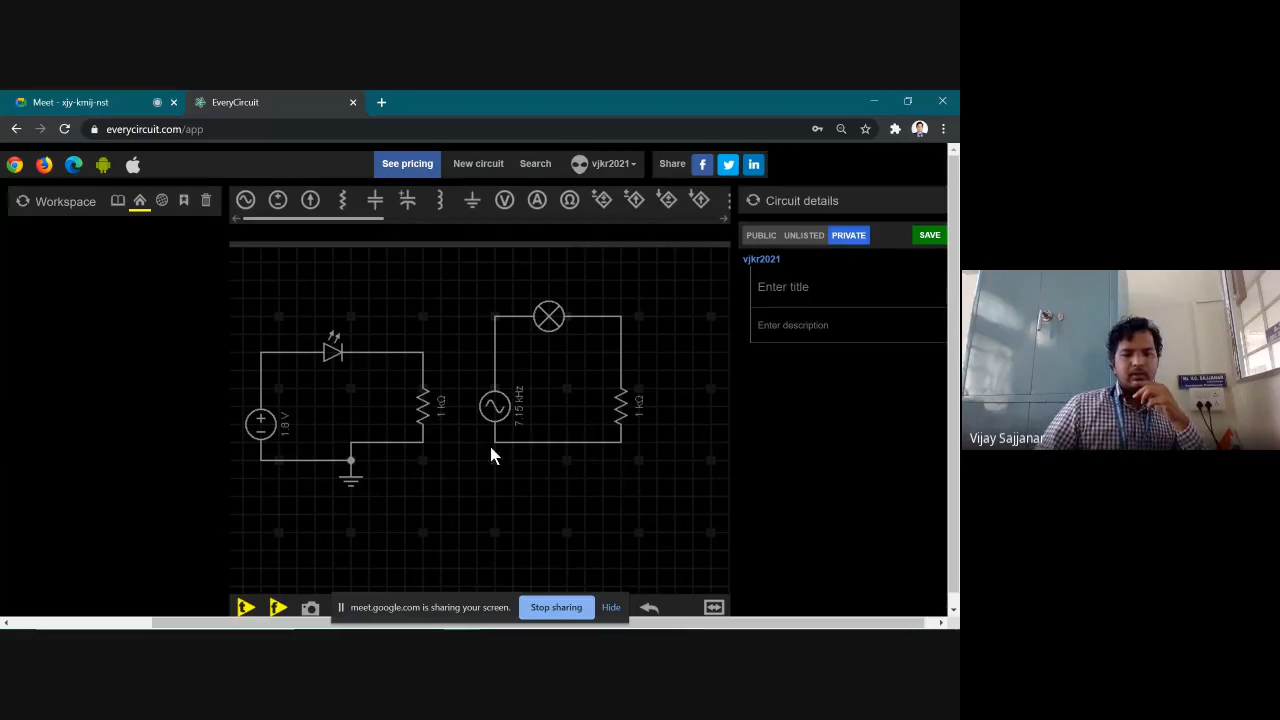 Meet - xjy-kmij-nst
EveryCircuit
everycircuit.com/app
See pricing
New circuit
Search
vjkr2021
Share
Workspace
V
A
Ω
Circuit details
PUBLIC
UNLISTED
PRIVATE
SAVE
vjkr2021
Enter title
Enter description
1.8 V
1 kΩ
7.15 kHz
1 kΩ
t
f
meet.google.com is sharing your screen.
Stop sharing
Hide
Vijay Sajjanar